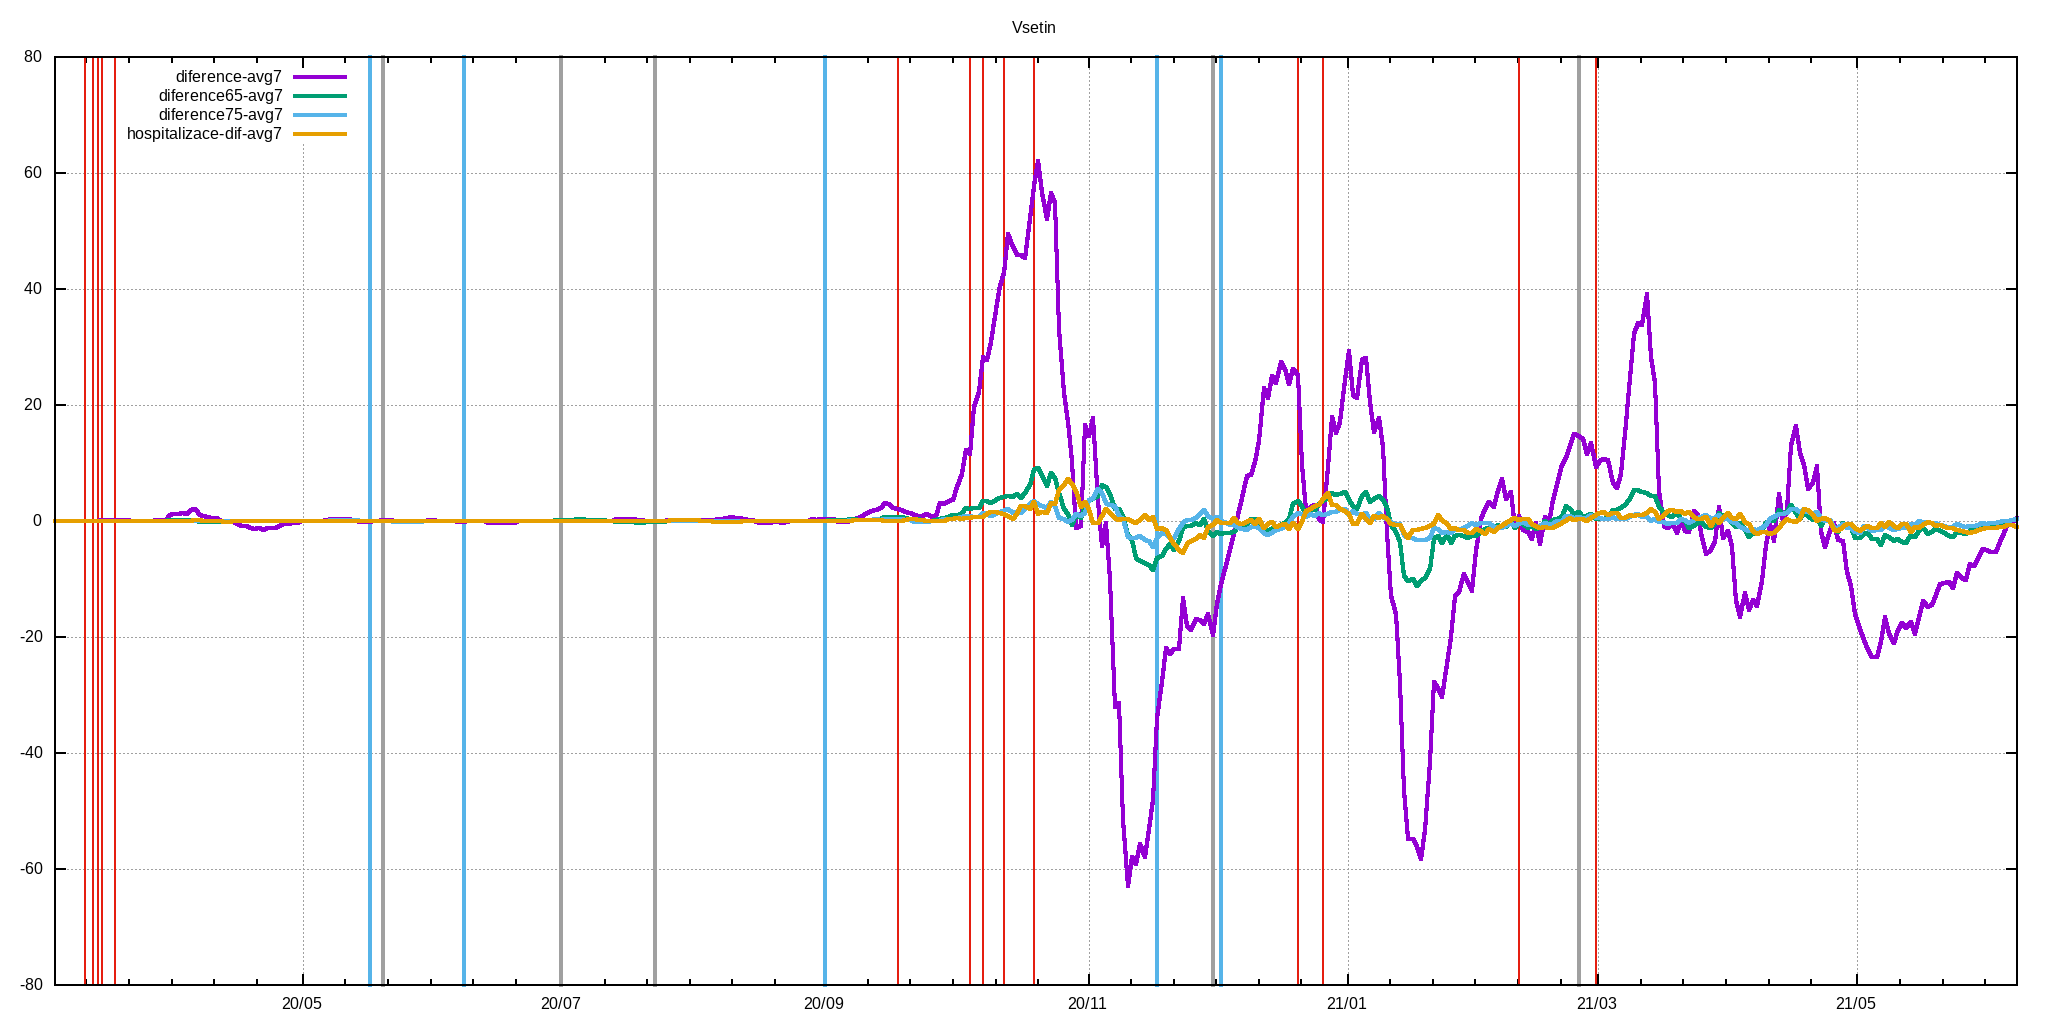 Vsetin
diference-avg7
diference65-avg7
diference75-avg7
hospitalizace-dif-avg7
80
60
40
20
0
-20
-40
-60
-80
20/05 20/07 20/09 20/11 21/01 21/03 21/05